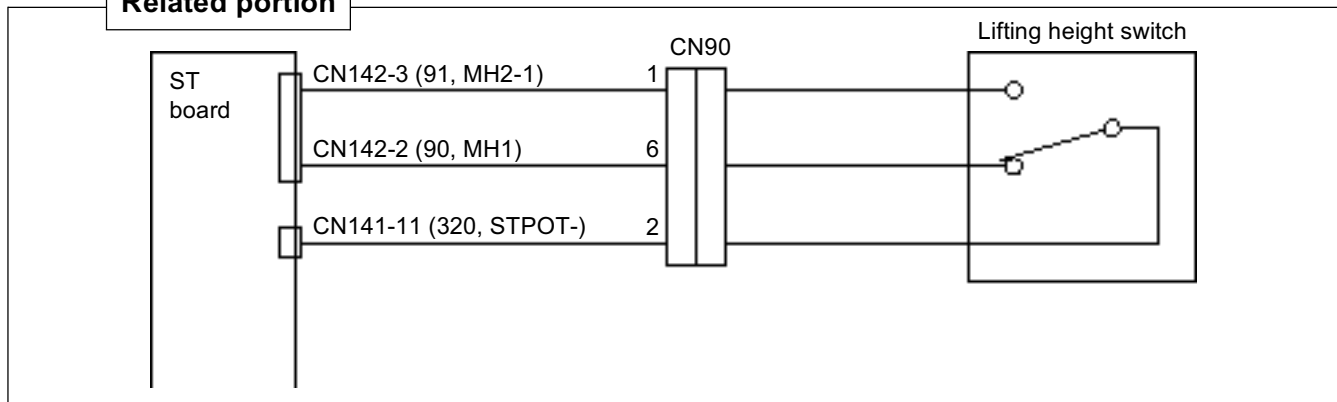 Related portion
Lifting height switch
CN90
ST
board
CN142-3 (91, MH2-1)
1
CN142-2 (90, MH1)
6
CN141-11 (320, STPOT-)
2